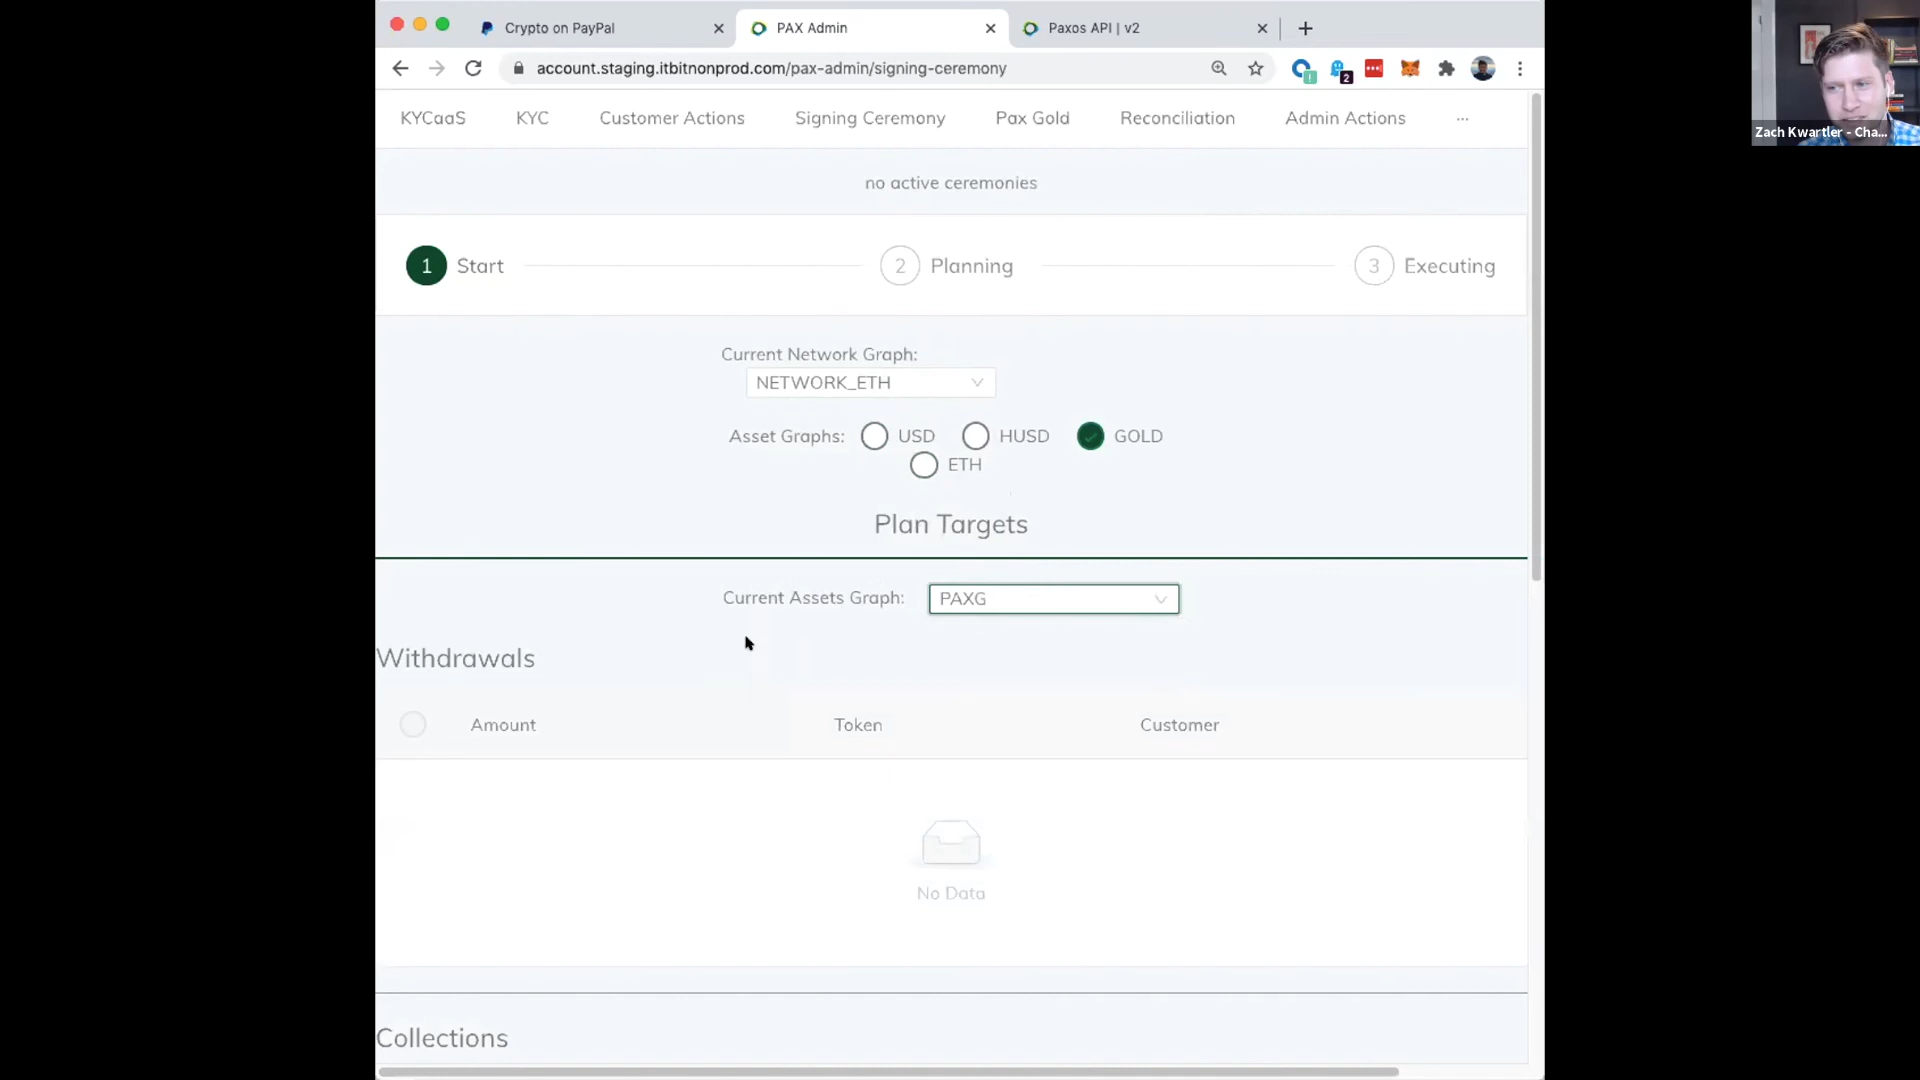 Crypto on PayPal
PAX Admin
Paxos API | v2
account.staging.itbitnonprod.com/pax-admin/signing-ceremony
2
KYCaaS KYC Customer Actions Signing Ceremony Pax Gold Reconciliation Admin Actions ...
no active ceremonies
1 Start 2 Planning 3 Executing
Current Network Graph:
NETWORK_ETH
Asset Graphs: USD HUSD GOLD
ETH
Plan Targets
Current Assets Graph: PAXG
Withdrawals
Amount Token Customer
No Data
Collections
Zach Kwartler - Cha...